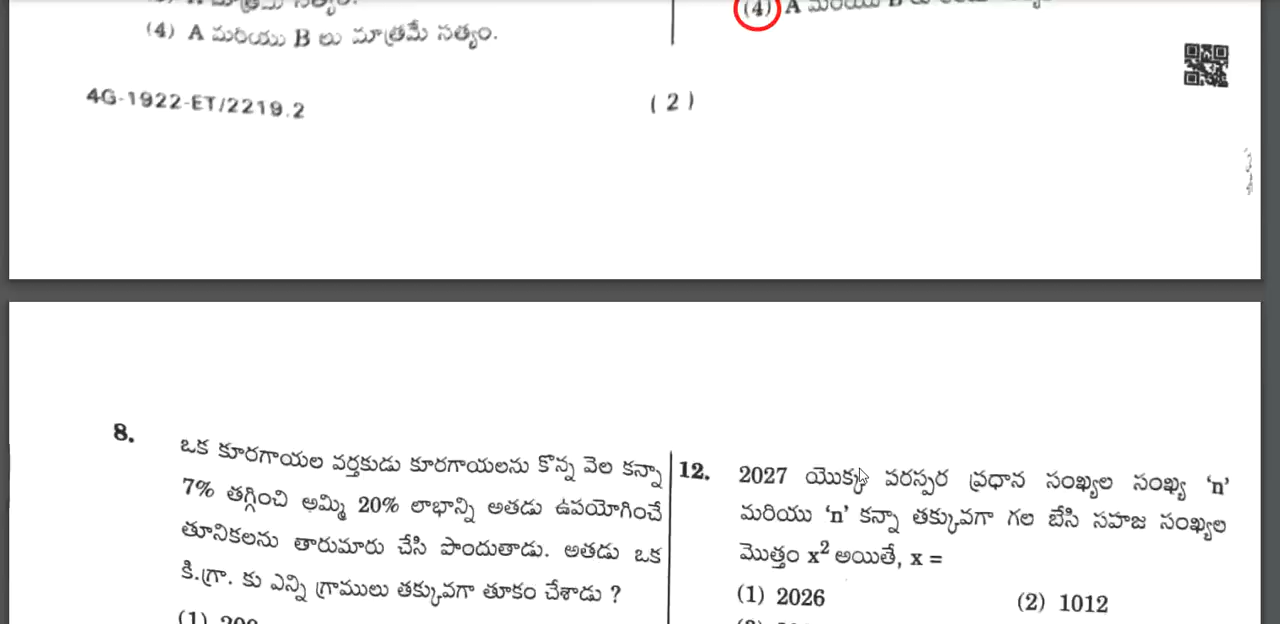 (4) A మరియు B లు మాత్రమే సత్యం.
(4) A మరియు B
4G-1922-ET/2219.2
(2)
8.
ఒక కూరగాయల వర్తకుడు కూరగాయలను కొన్న వెల కన్నా
7% తగ్గించి అమ్మి 20% లాభాన్ని అతడు ఉపయోగించే
తూనికలను తారుమారు చేసి పొందుతాడు. అతడు ఒక
కి.గ్రా. కు ఎన్ని గ్రాములు తక్కువగా తూకం చేశాడు ?
12. 2027 యొక్క పరస్పర ప్రధాన సంఖ్యల సంఖ్య ‘n’
మరియు ‘n’ కన్నా తక్కువగా గల బేసి సహజ సంఖ్యల
మొత్తం x² అయితే, x =
(1) 2026 (2) 1012